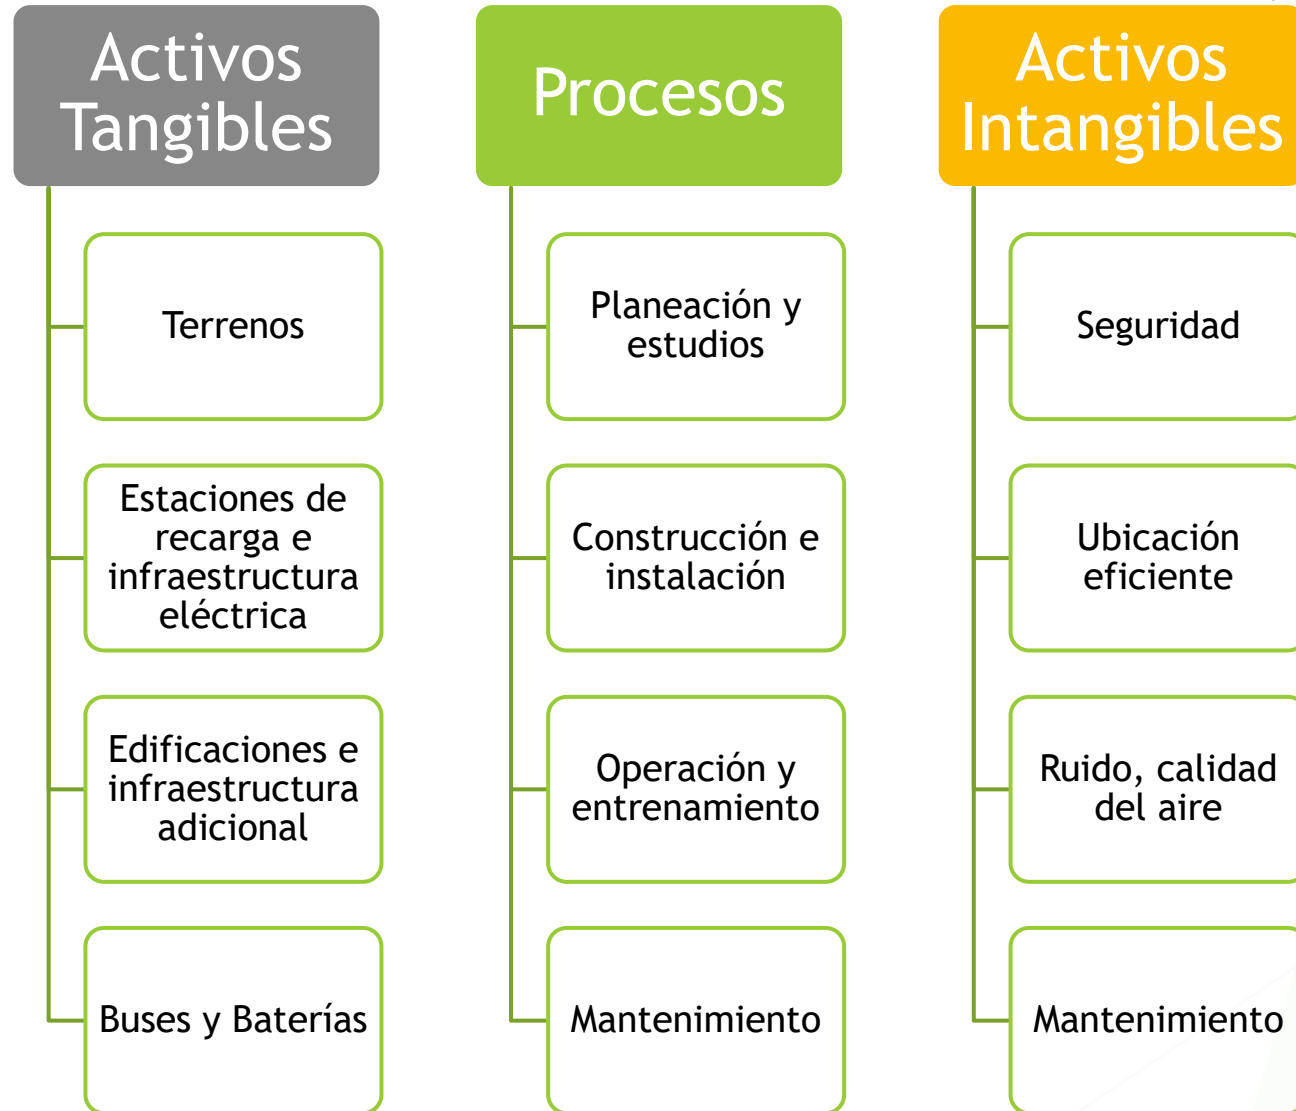 Activos
Tangibles
Terrenos
Estaciones de
recarga e
infraestructura
eléctrica
Edificaciones e
infraestructura
adicional
Buses y Baterías
Procesos
Planeación y
estudios
Construcción e
instalación
Operación y
entrenamiento
Mantenimiento
Activos
Intangibles
Seguridad
Ubicación
eficiente
Ruido, calidad
del aire
Mantenimiento